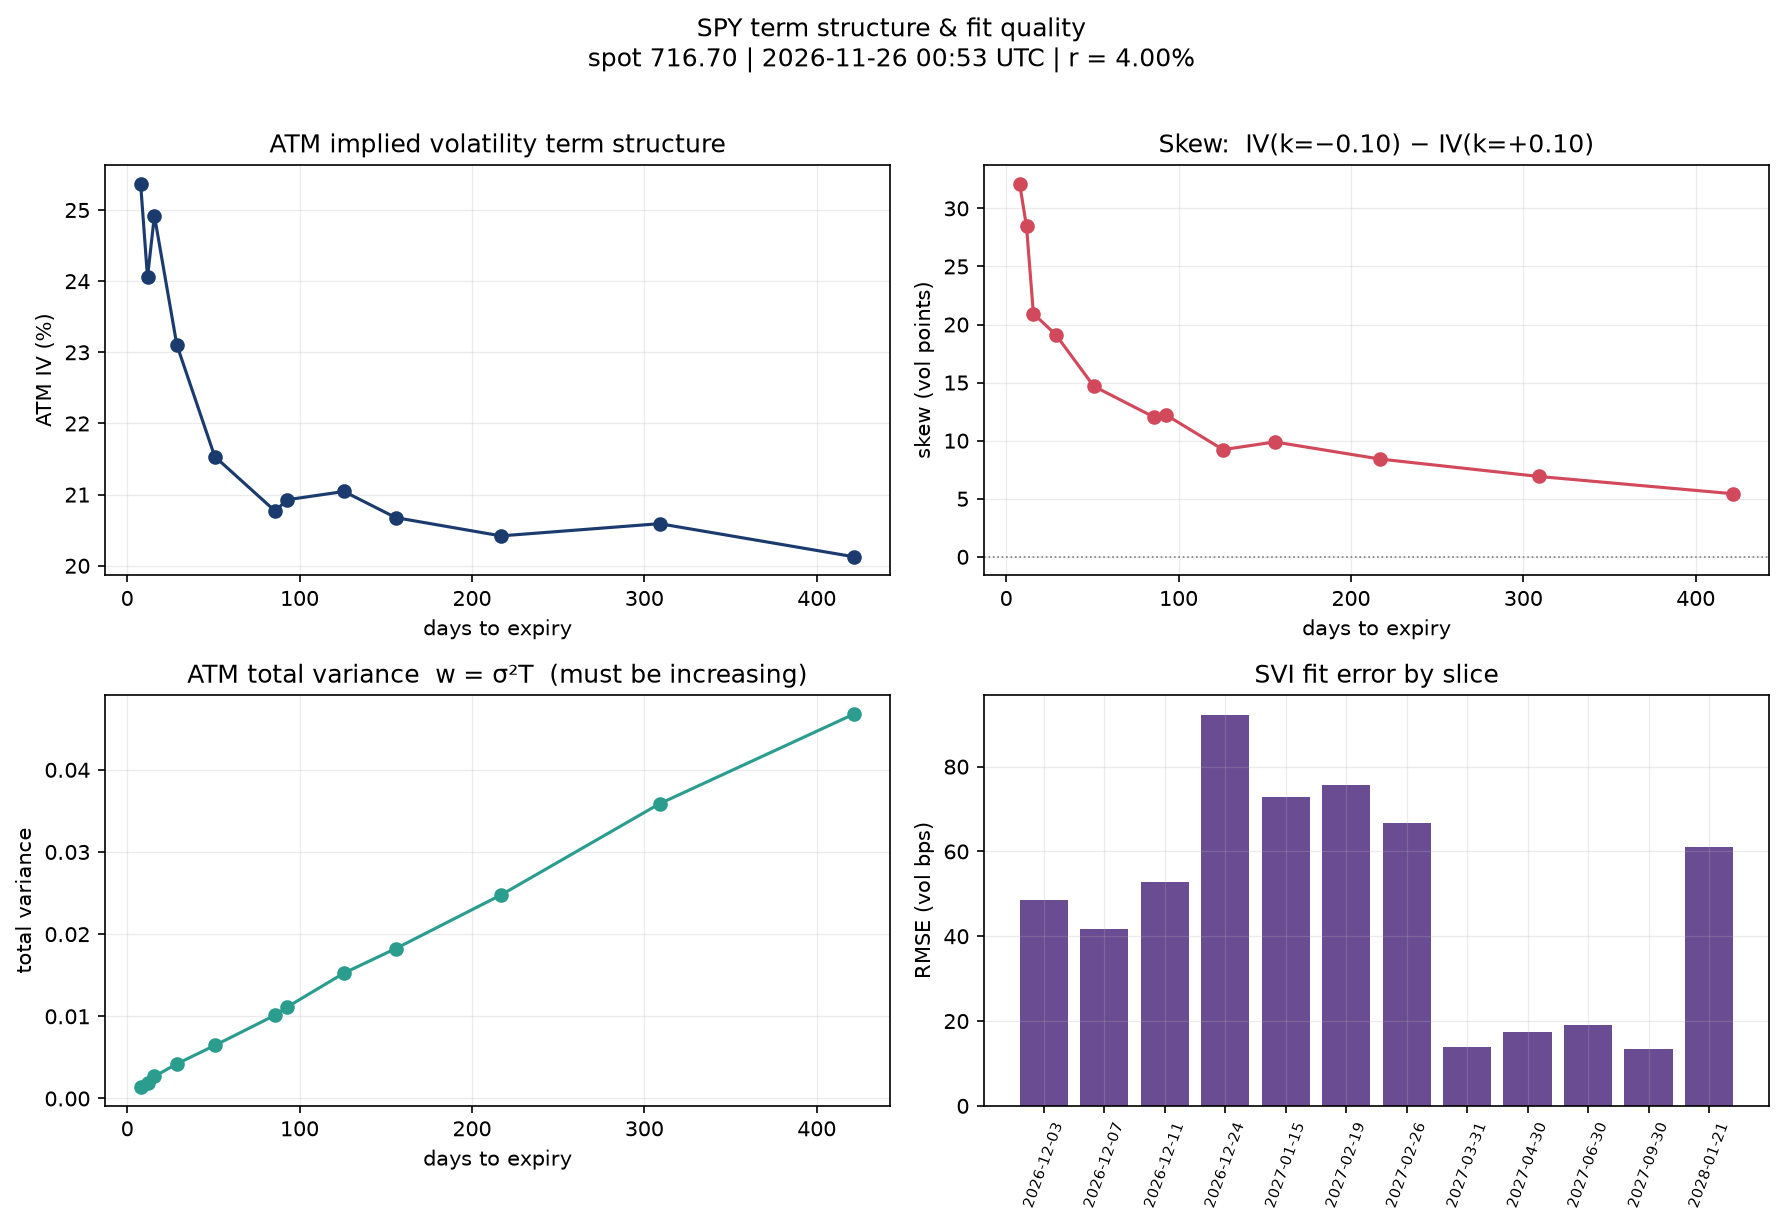 SPY term structure & fit quality
spot 716.70 | 2026-11-26 00:53 UTC | r = 4.00%
ATM implied volatility term structure
ATM IV (%)
25
24
23
22
21
20
0 100 200 300 400
days to expiry
Skew:  IV(k=−0.10) − IV(k=+0.10)
skew (vol points)
30
25
20
15
10
5
0
0 100 200 300 400
days to expiry
ATM total variance  w = σ²T  (must be increasing)
total variance
0.04
0.03
0.02
0.01
0.00
0 100 200 300 400
days to expiry
SVI fit error by slice
RMSE (vol bps)
80
60
40
20
0
2026-12-03
2026-12-07
2026-12-11
2026-12-24
2027-01-15
2027-02-19
2027-02-26
2027-03-31
2027-04-30
2027-06-30
2027-09-30
2028-01-21